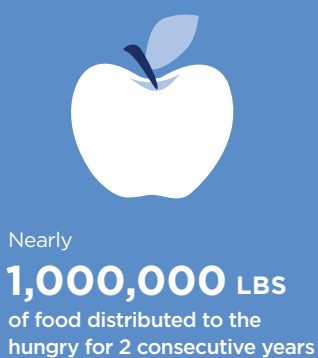 Nearly
1,000,000 LBS
of food distributed to the
hungry for 2 consecutive years